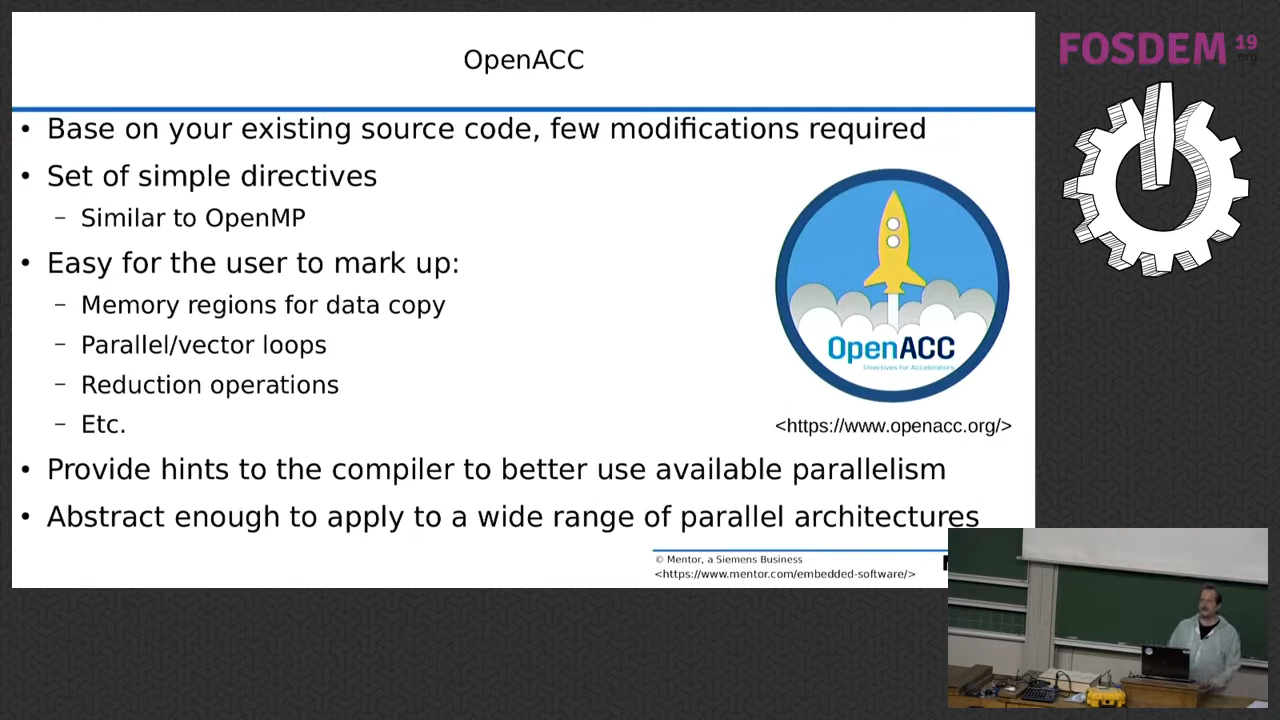 OpenACC
FOSDEM 19
.org
• Base on your existing source code, few modifications required
• Set of simple directives
– Similar to OpenMP
• Easy for the user to mark up:
– Memory regions for data copy
– Parallel/vector loops
– Reduction operations
– Etc.
OpenACC
Directives for Accelerators
<https://www.openacc.org/>
• Provide hints to the compiler to better use available parallelism
• Abstract enough to apply to a wide range of parallel architectures
© Mentor, a Siemens Business
<https://www.mentor.com/embedded-software/>